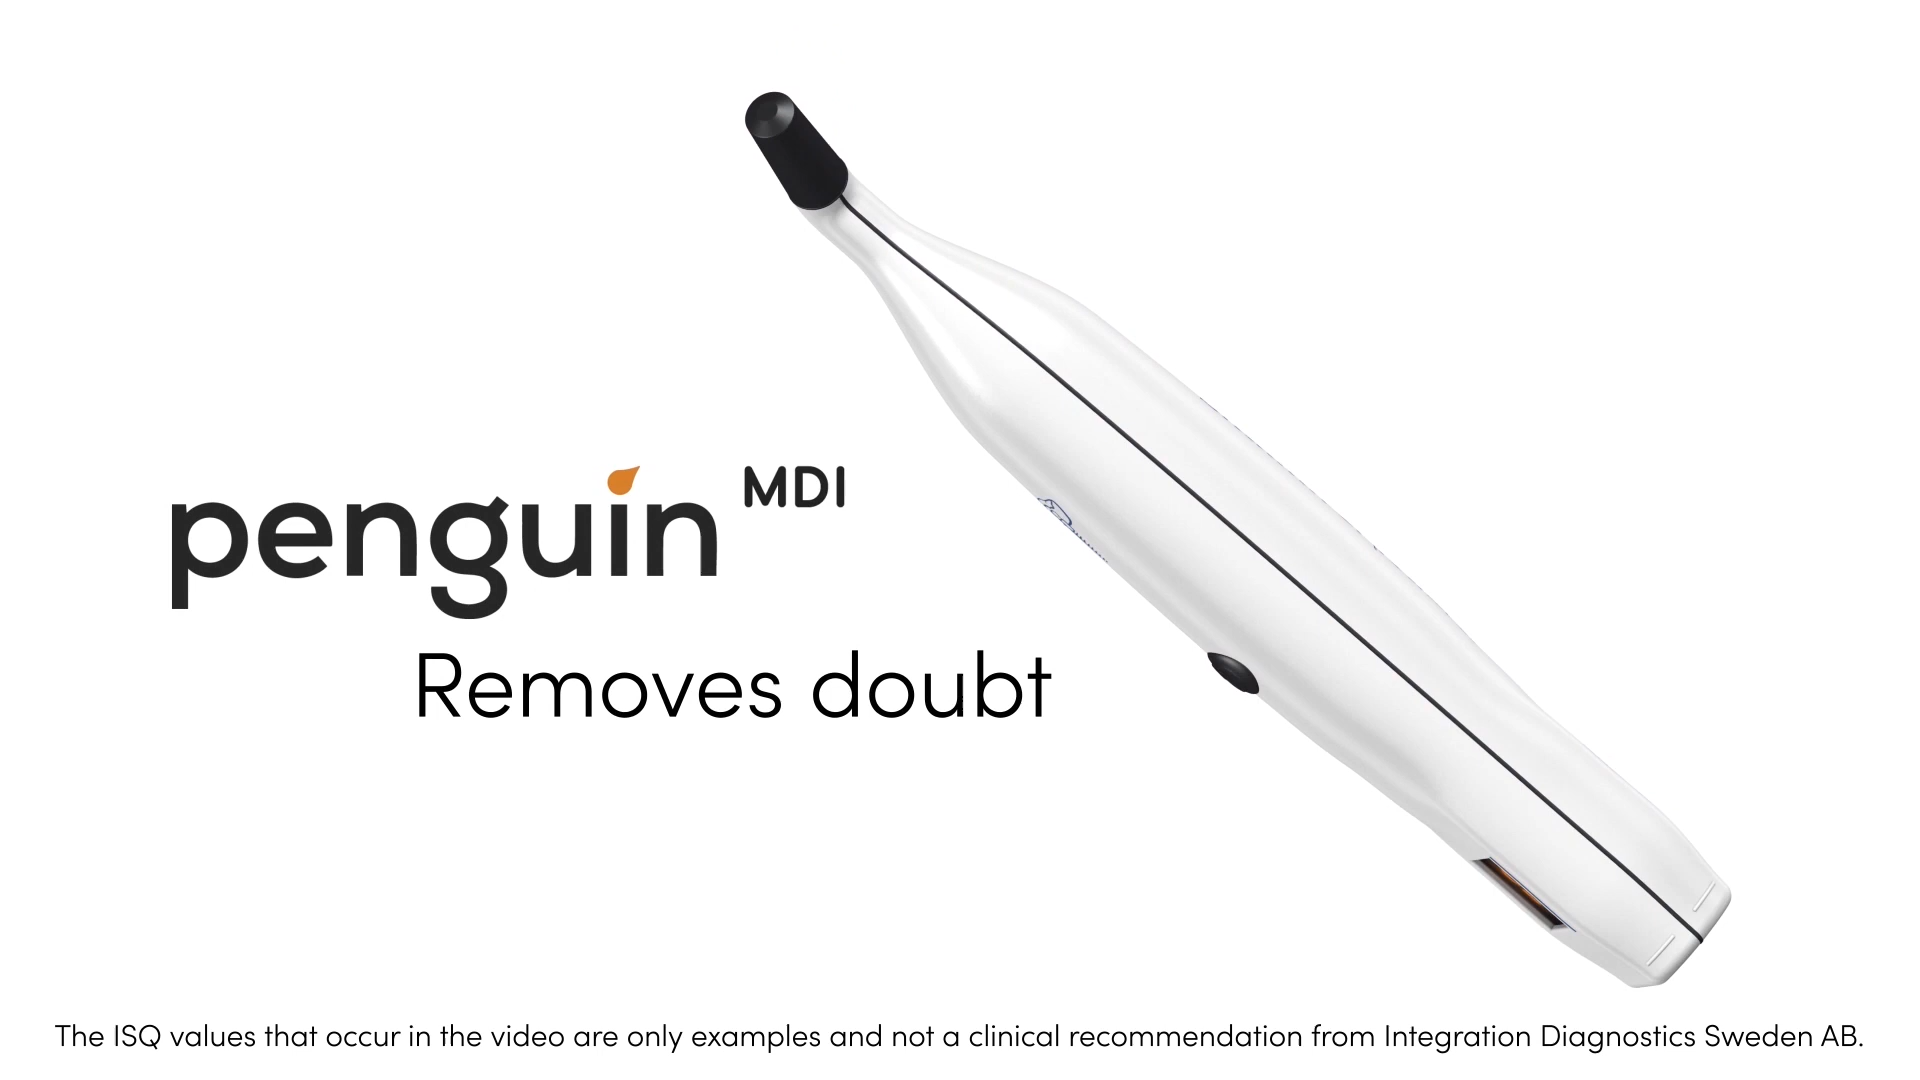 penguin MDI
Removes doubt
The ISQ values that occur in the video are only examples and not a clinical recommendation from Integration Diagnostics Sweden AB.